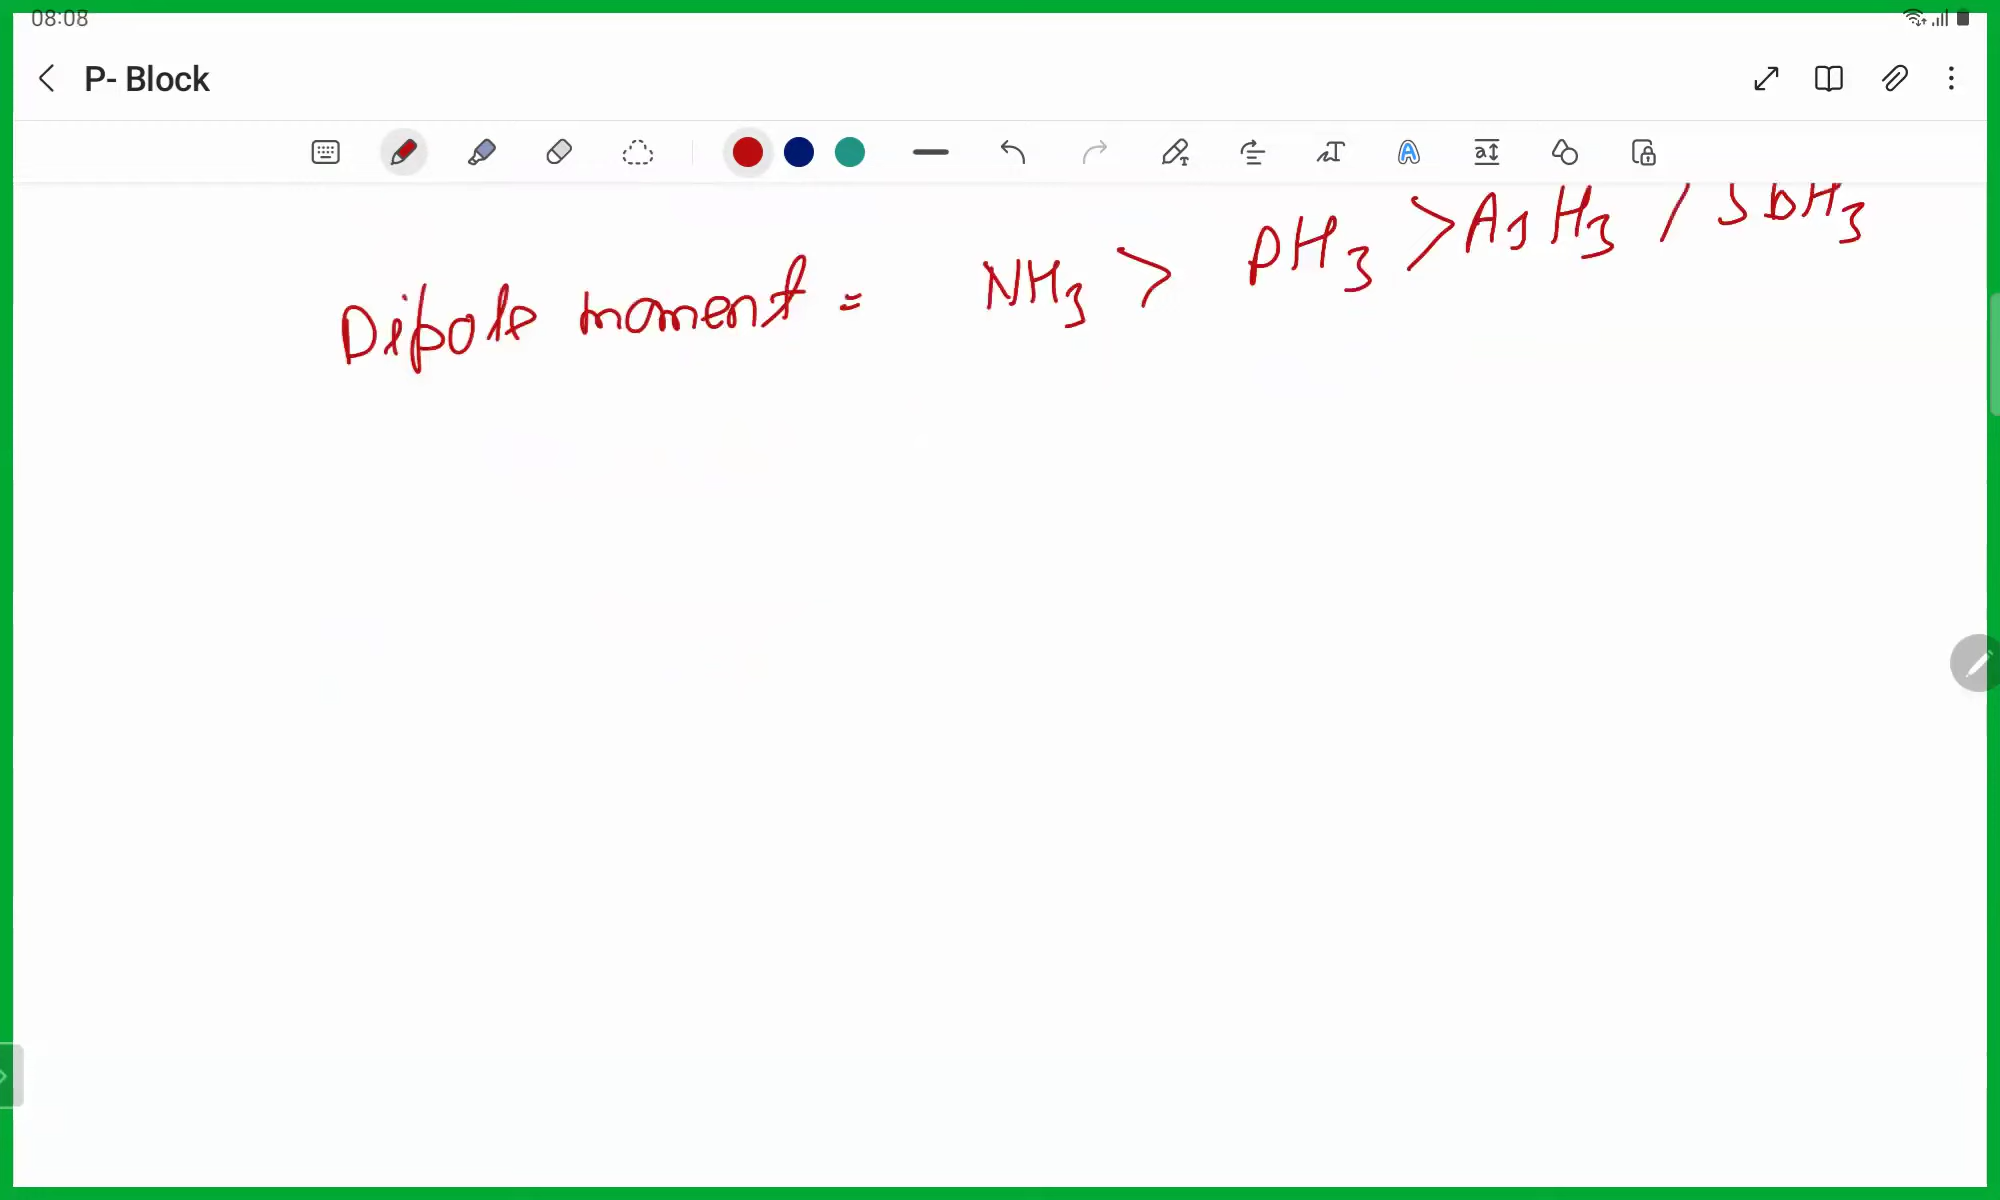 08:08
P- Block
Dipole moment = NH3 > PH3 > AsH3 / SbH3